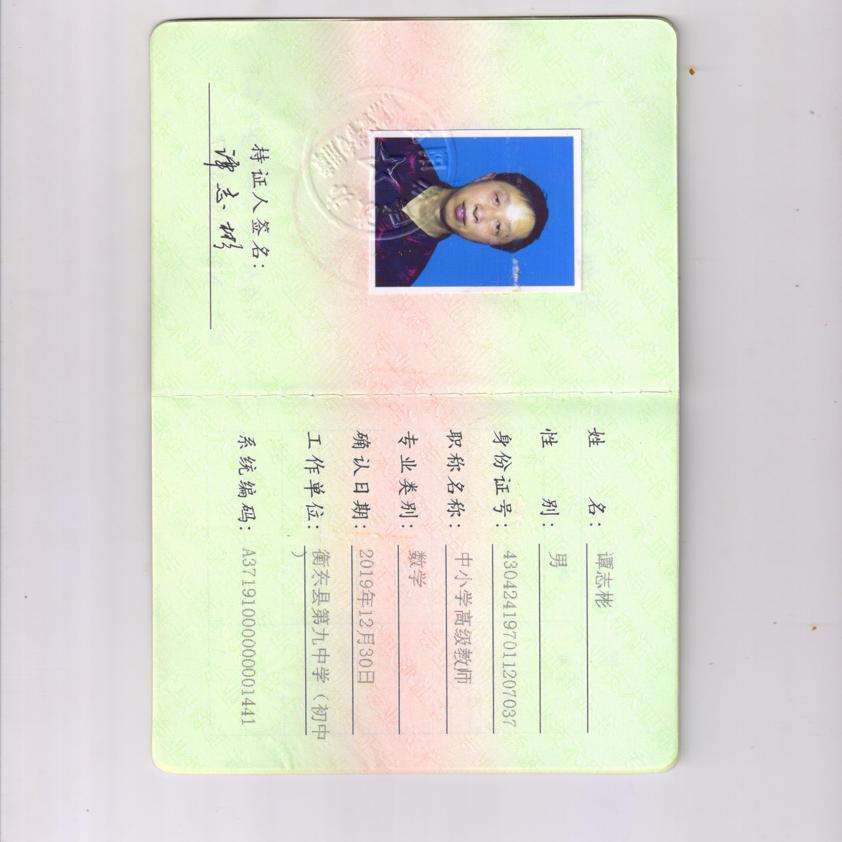 持证人签名:
谭志彬
姓 名: 谭志彬
性 别: 男
身份证号: 430424197011207037
职称名称: 中小学高级教师
专业类别: 数学
确认日期: 2019年12月30日
工作单位: 衡东县第九中学（初中
）
系统编码: A37191000000001441